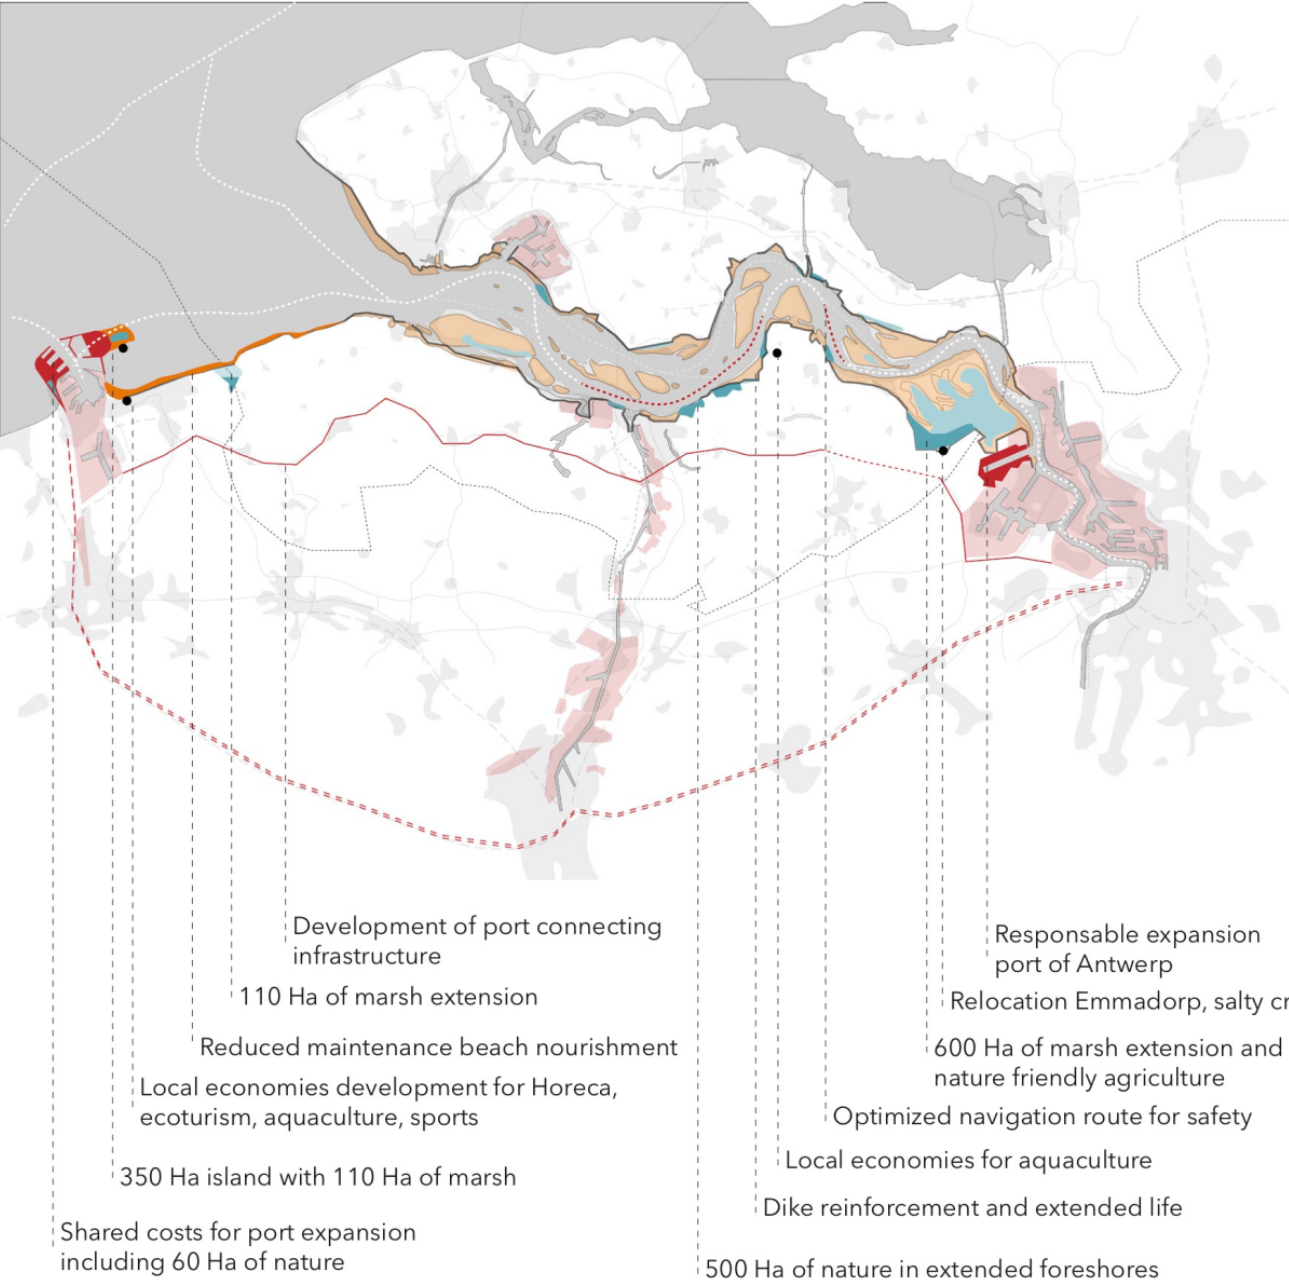 Development of port connecting
infrastructure
110 Ha of marsh extension
Reduced maintenance beach nourishment
Local economies development for Horeca,
ecoturism, aquaculture, sports
350 Ha island with 110 Ha of marsh
Shared costs for port expansion
including 60 Ha of nature
Responsable expansion
port of Antwerp
Relocation Emmadorp, salty
600 Ha of marsh extension and
nature friendly agriculture
Optimized navigation route for safety
Local economies for aquaculture
Dike reinforcement and extended life
500 Ha of nature in extended foreshores